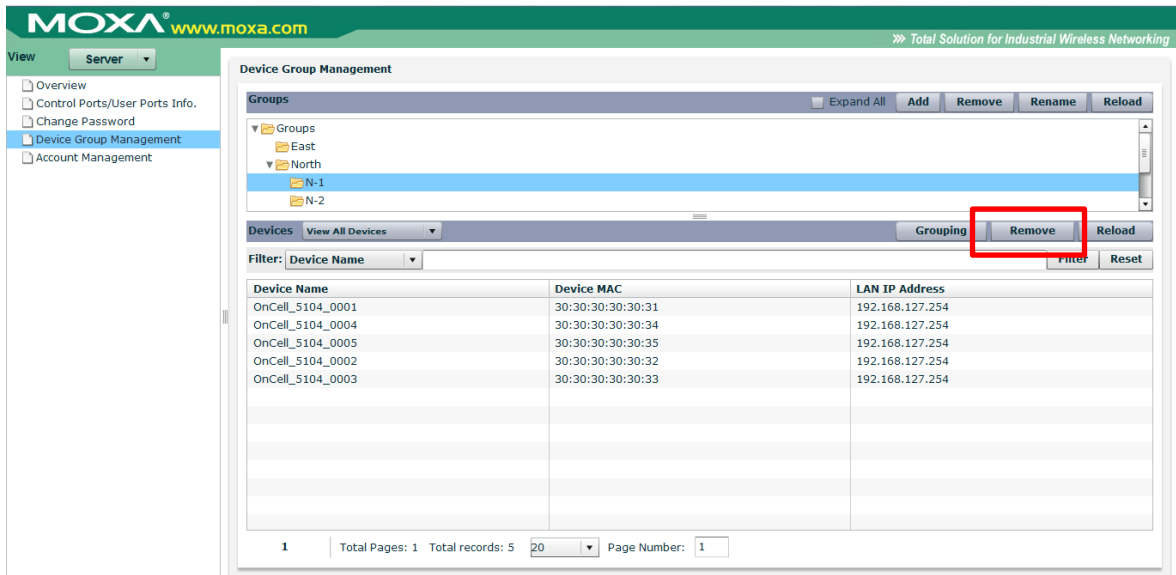 MOXA® www.moxa.com
Total Solution for Industrial Wireless Networking
View Server
Overview
Control Ports/User Ports Info.
Change Password
Device Group Management
Account Management
Device Group Management
Groups Expand All Add Remove Rename Reload
Groups
East
North
N-1
N-2
Devices View All Devices Grouping Remove Reload
Filter: Device Name Filter Reset
Device Name Device MAC LAN IP Address
OnCell_5104_0001 30:30:30:30:30:31 192.168.127.254
OnCell_5104_0004 30:30:30:30:30:34 192.168.127.254
OnCell_5104_0005 30:30:30:30:30:35 192.168.127.254
OnCell_5104_0002 30:30:30:30:30:32 192.168.127.254
OnCell_5104_0003 30:30:30:30:30:33 192.168.127.254
1 Total Pages: 1 Total records: 5 20 Page Number: 1